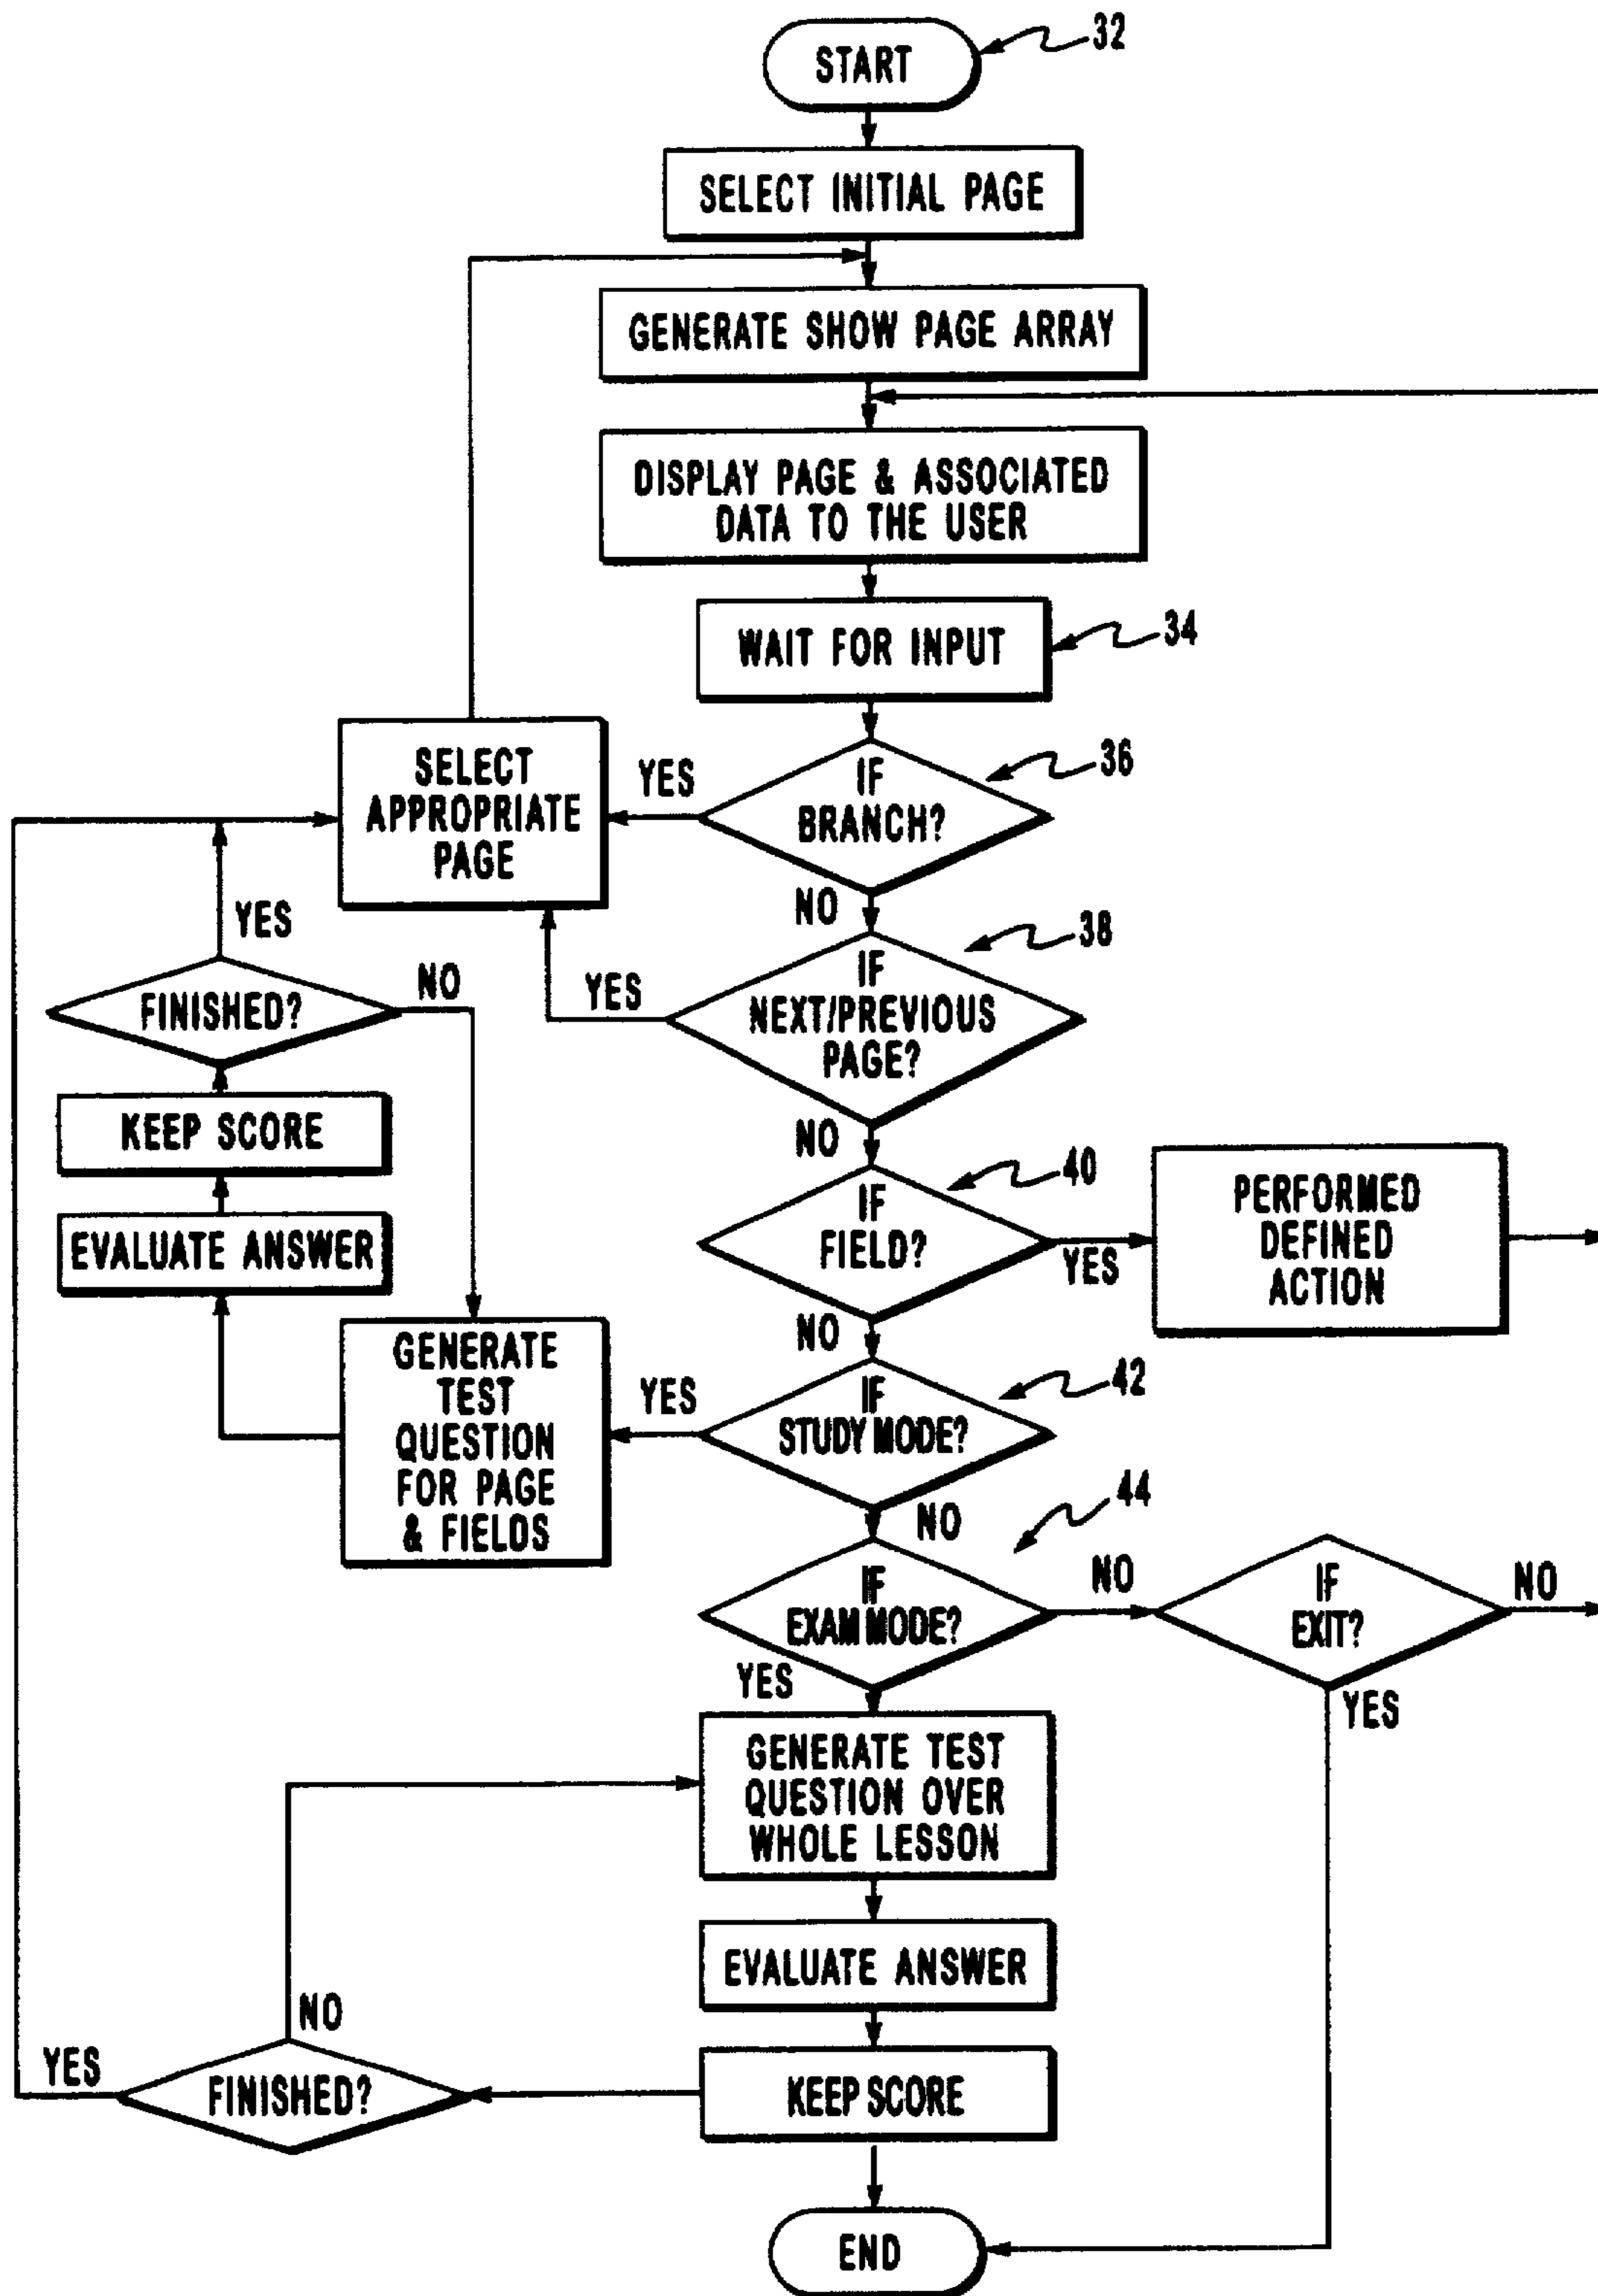 START
32
SELECT INITIAL PAGE
GENERATE SHOW PAGE ARRAY
DISPLAY PAGE & ASSOCIATED
DATA TO THE USER
WAIT FOR INPUT
34
SELECT
APPROPRIATE
PAGE
YES
IF
BRANCH?
36
NO
YES
FINISHED?
NO
YES
IF
NEXT/PREVIOUS
PAGE?
38
NO
KEEP SCORE
EVALUATE ANSWER
IF
FIELD?
40
YES
PERFORMED
DEFINED
ACTION
NO
GENERATE
TEST
QUESTION
FOR PAGE
& FIELDS
YES
IF
STUDY MODE?
42
NO
44
IF
EXAM MODE?
NO
IF
EXIT?
NO
YES
YES
GENERATE TEST
QUESTION OVER
WHOLE LESSON
EVALUATE ANSWER
NO
YES
FINISHED?
KEEP SCORE
END